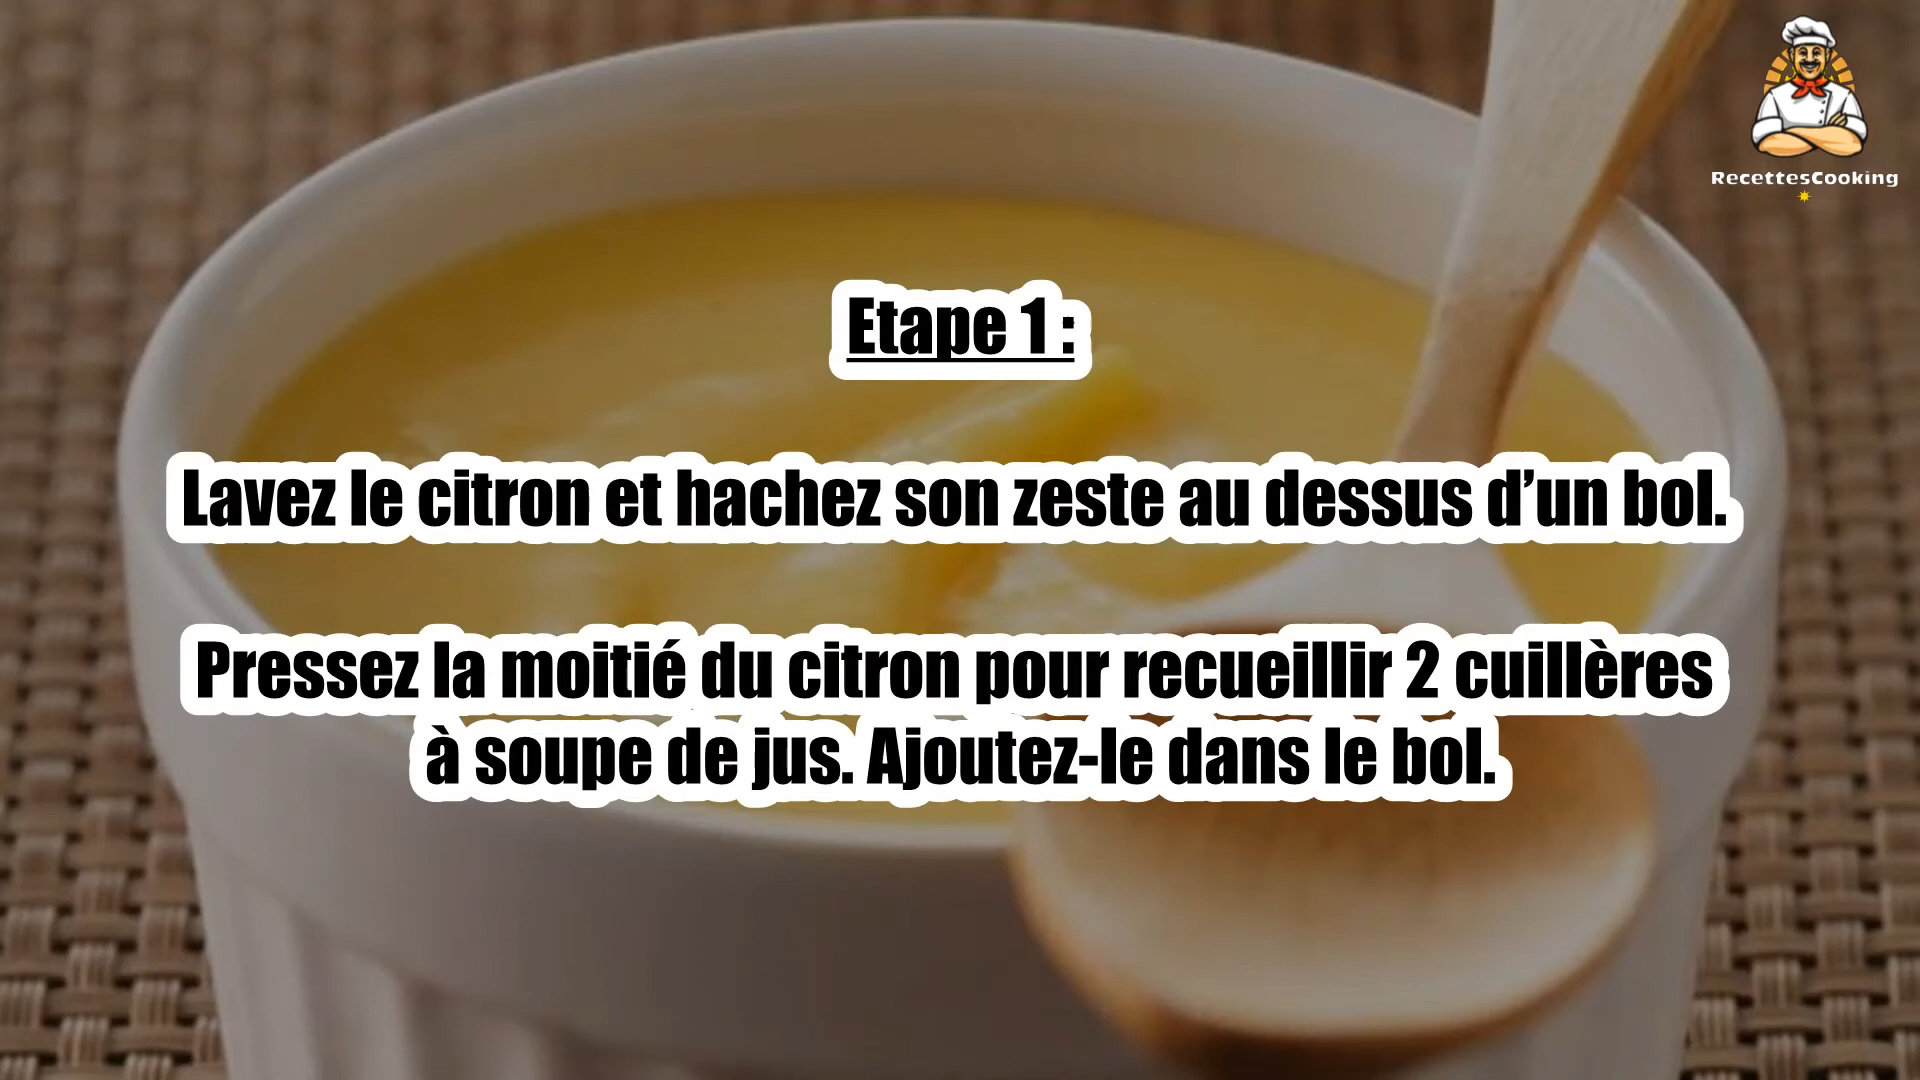 RecettesCooking
Etape 1 :
Lavez le citron et hachez son zeste au dessus d’un bol.
Pressez la moitié du citron pour recueillir 2 cuillères
à soupe de jus. Ajoutez-le dans le bol.